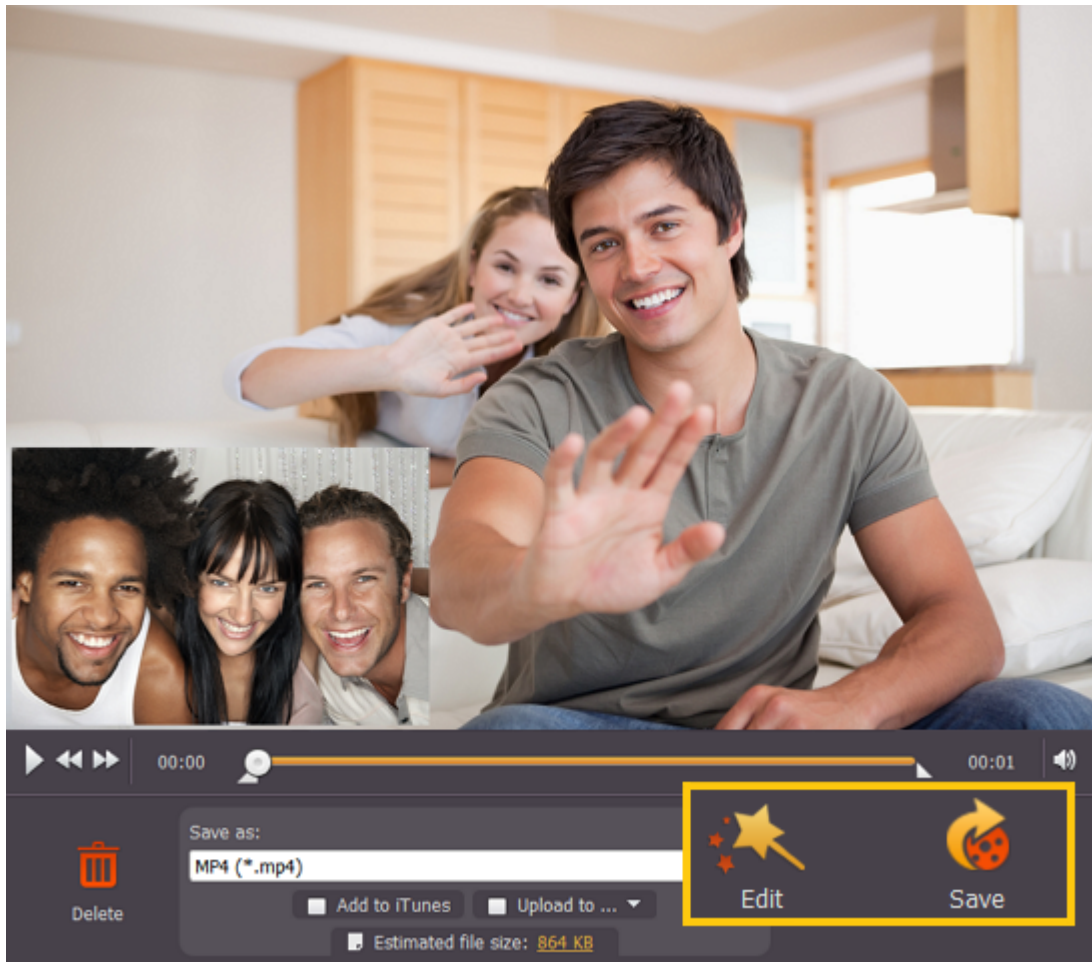 00:00
00:01
Save as:
MP4 (*.mp4)
Delete
Add to iTunes
Upload to ...
Estimated file size: 864 KB
Edit
Save